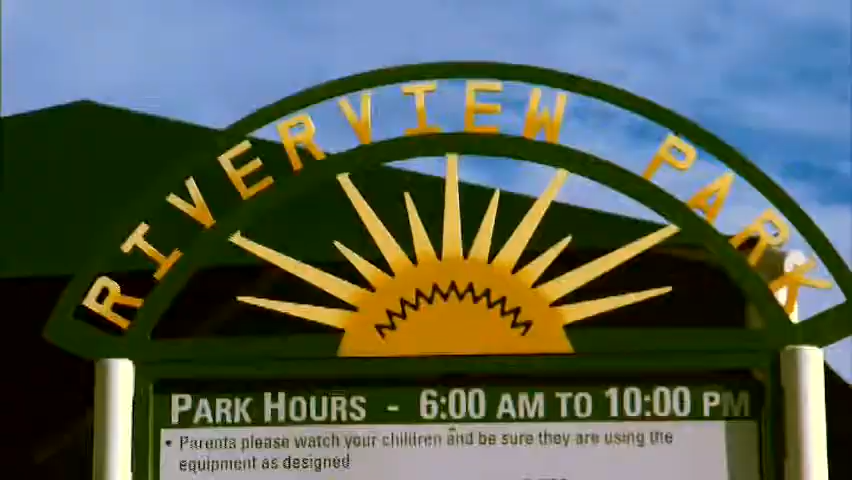 RIVERVIEW PARK
PARK HOURS - 6:00 AM TO 10:00 PM
• Parents please watch your children and be sure they are using the
equipment as designed